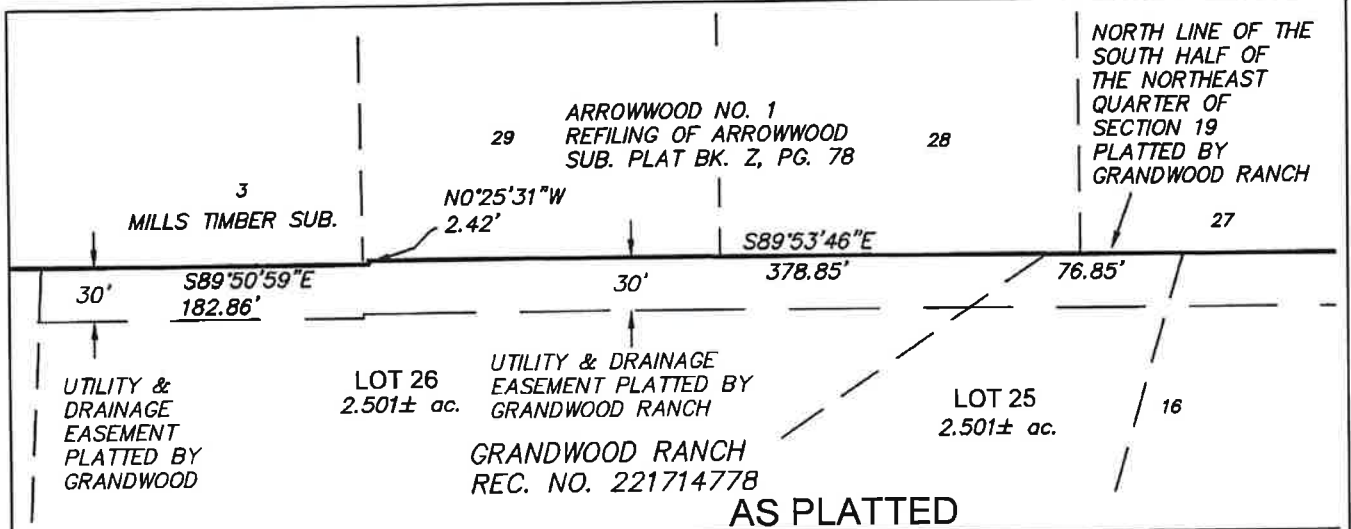 NORTH LINE OF THE
SOUTH HALF OF
THE NORTHEAST
QUARTER OF
SECTION 19
PLATTED BY
GRANDWOOD RANCH
ARROWWOOD NO. 1
REFILING OF ARROWWOOD
SUB. PLAT BK. Z, PG. 78
29
28
27
3
MILLS TIMBER SUB.
N0°25'31"W
2.42'
S89°53'46"E
378.85'
76.85'
30'
S89°50'59"E
182.86'
30'
UTILITY &
DRAINAGE
EASEMENT
PLATTED BY
GRANDWOOD
LOT 26
2.501± ac.
UTILITY & DRAINAGE
EASEMENT PLATTED BY
GRANDWOOD RANCH
LOT 25
2.501± ac.
16
GRANDWOOD RANCH
REC. NO. 221714778
AS PLATTED